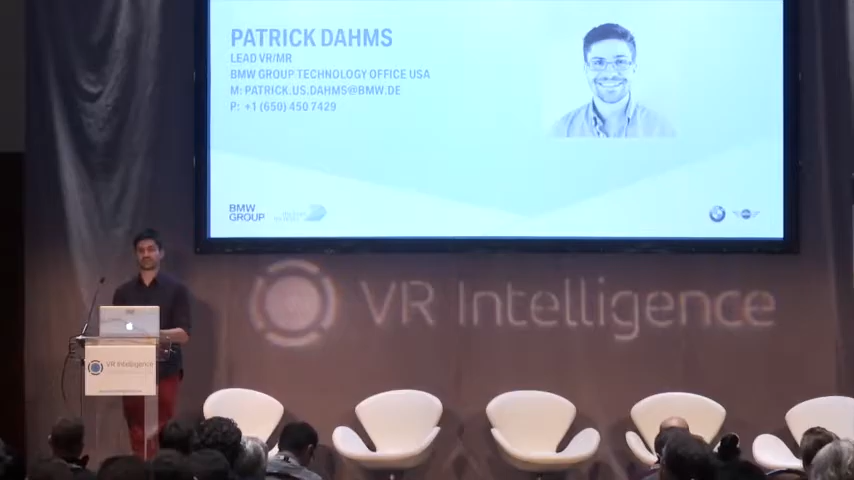 PATRICK DAHMS
LEAD VR/MR
BMW GROUP TECHNOLOGY OFFICE USA
M: PATRICK.US.DAHMS@BMW.DE
P: +1 (650) 450 7429
BMW
GROUP
VR Intelligence
VR Intelligence